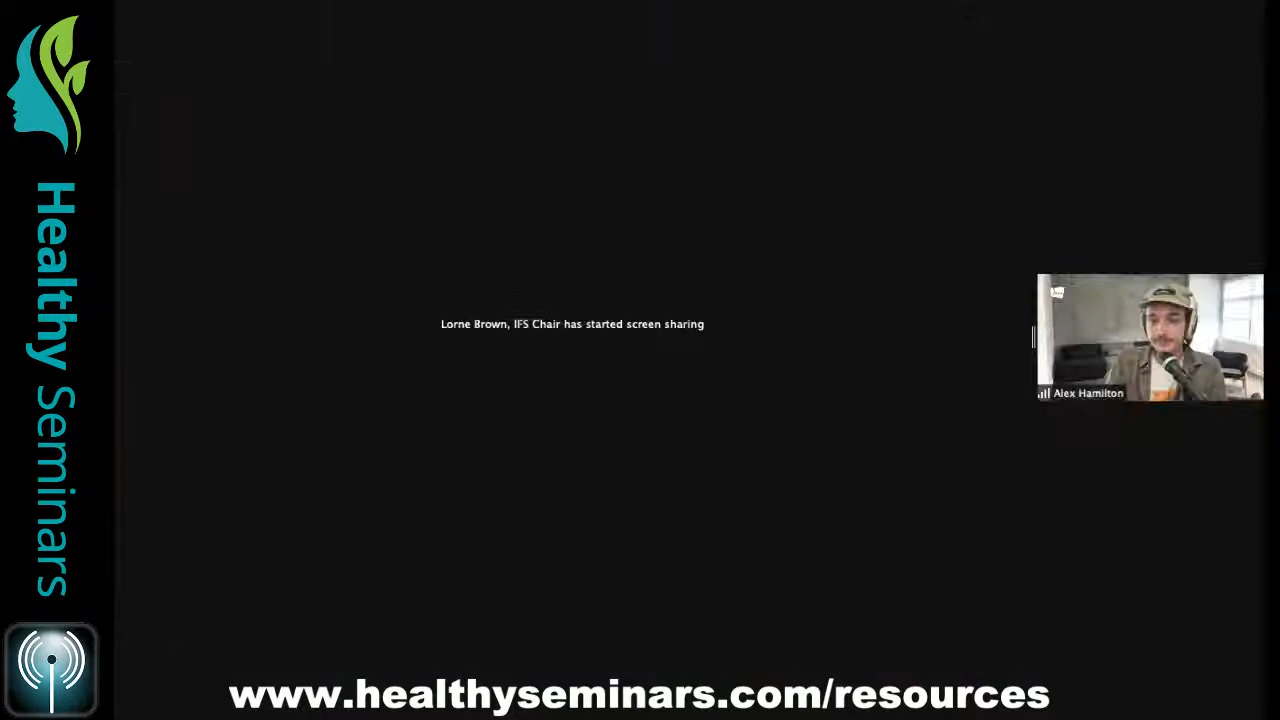 Healthy Seminars
Lorne Brown, IFS Chair has started screen sharing
Alex Hamilton
www.healthyseminars.com/resources